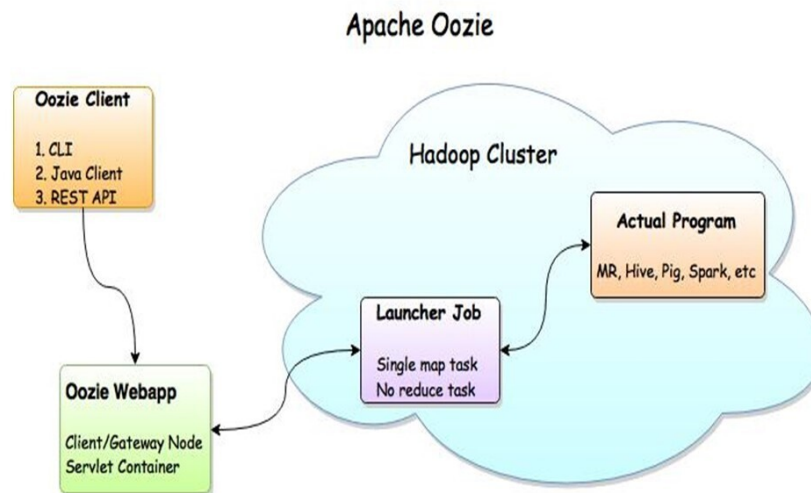 Apache Oozie
Oozie Client
1. CLI
2. Java Client
3. REST API
Hadoop Cluster
Actual Program
MR, Hive, Pig, Spark, etc
Launcher Job
Single map task
No reduce task
Oozie Webapp
Client/Gateway Node
Servlet Container